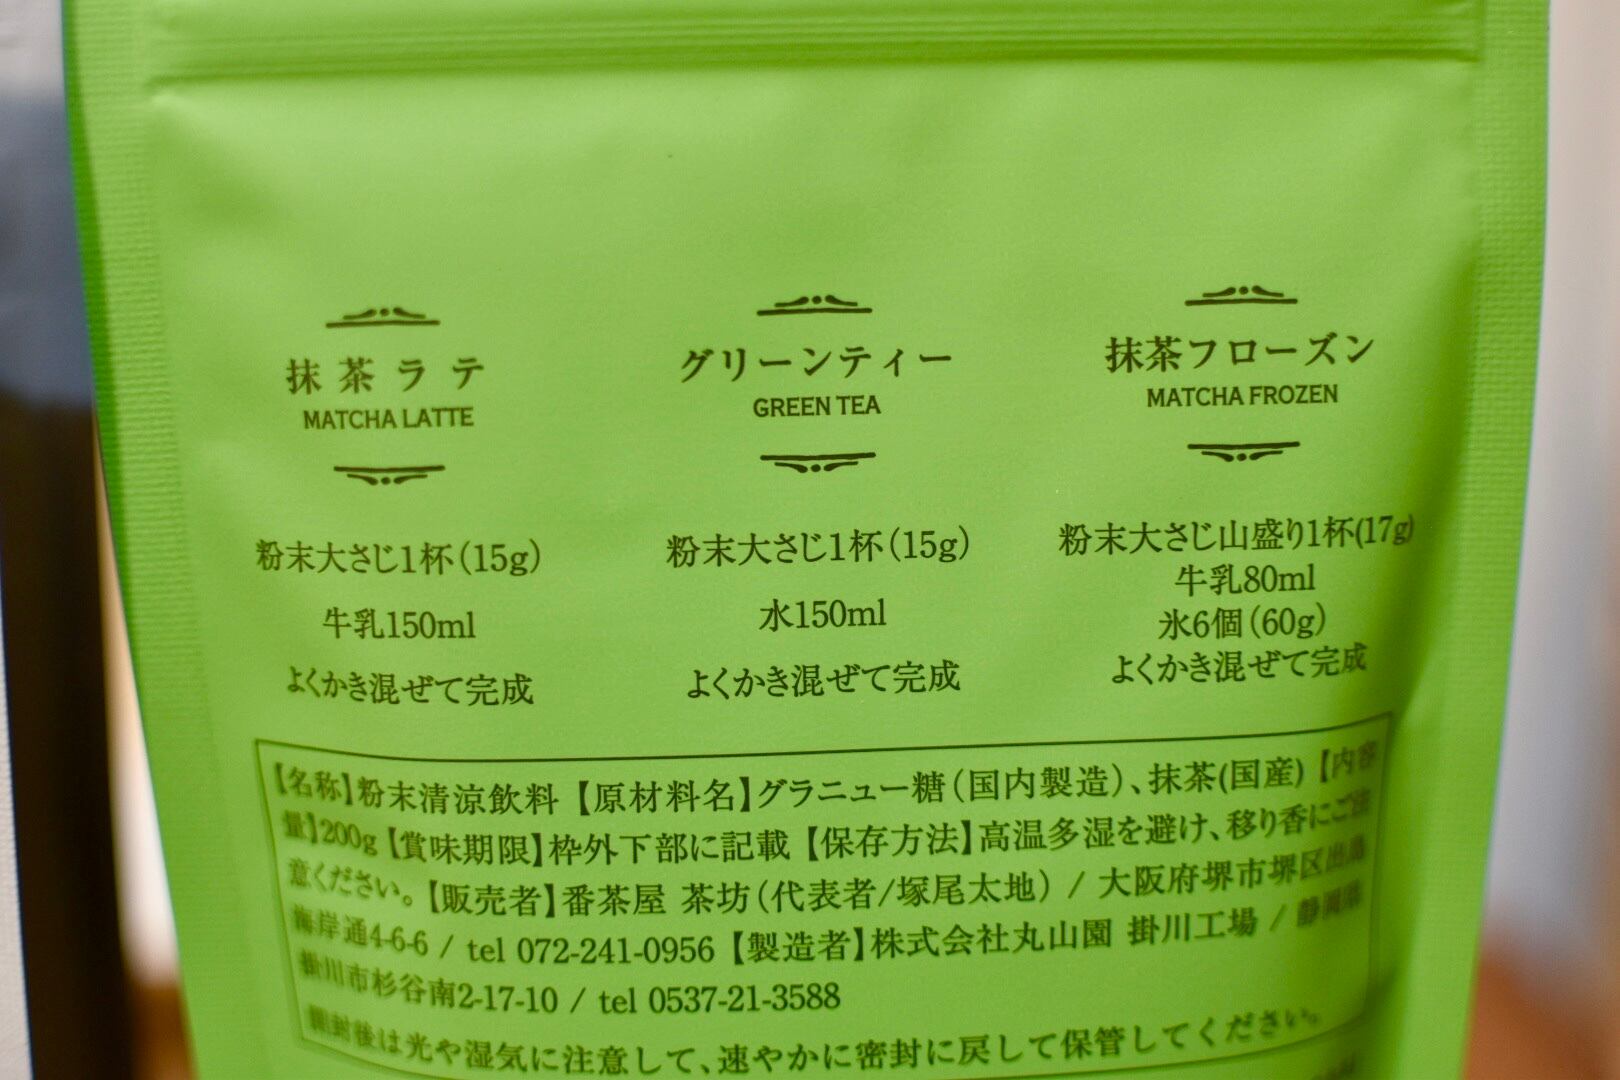 抹茶ラテ
MATCHA LATTE
粉末大さじ1杯(15g)
牛乳150ml
よくかき混ぜて完成
グリーンティー
GREEN TEA
粉末大さじ1杯(15g)
水150ml
よくかき混ぜて完成
抹茶フローズン
MATCHA FROZEN
粉末大さじ山盛り1杯(17g)
牛乳80ml
氷6個(60g)
よくかき混ぜて完成
【名称】粉末清涼飲料【原材料名】グラニュー糖(国内製造)、抹茶(国産)【内容
量】200g【賞味期限】枠外下部に記載【保存方法】高温多湿を避け、移り香にご注
意ください。【販売者】番茶屋 茶坊(代表者/塚尾太地) / 大阪府堺市堺区出島
海岸通4-6-6 / tel 072-241-0956【製造者】株式会社丸山園 掛川工場 / 静岡県
掛川市杉谷南2-17-10 / tel 0537-21-3588
開封後は光や湿気に注意して、速やかに密封に戻して保管してください。